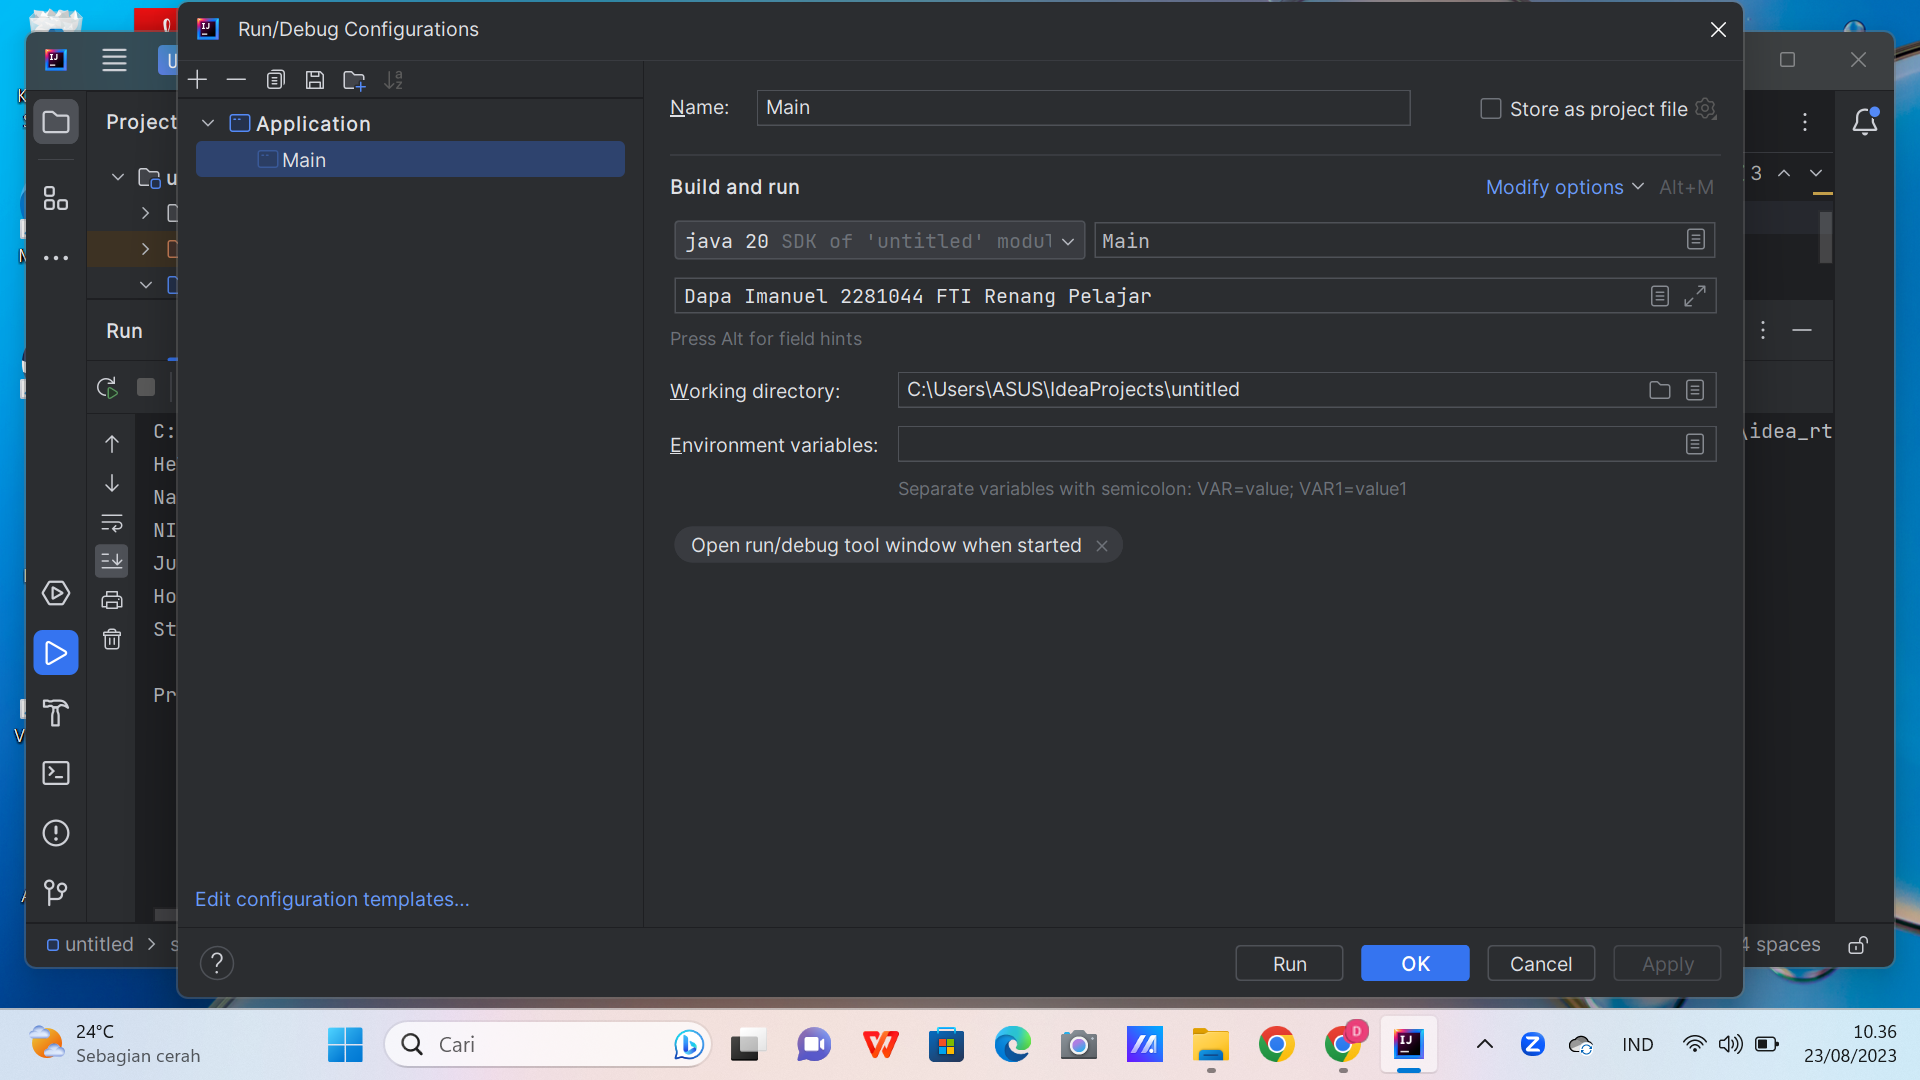 Run/Debug Configurations
U
Project
Application
Main
Name:
Main
Store as project file
Build and run
Modify options
Alt+M
3
java 20 SDK of 'untitled' modul
Main
Dapa Imanuel 2281044 FTI Renang Pelajar
Press Alt for field hints
Run
Working directory:
C:\Users\ASUS\IdeaProjects\untitled
Environment variables:
Separate variables with semicolon: VAR=value; VAR1=value1
Open run/debug tool window when started
C:
\idea_rt
He
Na
NI
Ju
Ho
St
Pr
Edit configuration templates...
untitled
4 spaces
?
Run
OK
Cancel
Apply
24°C
Sebagian cerah
Cari
D
IND
10.36
23/08/2023